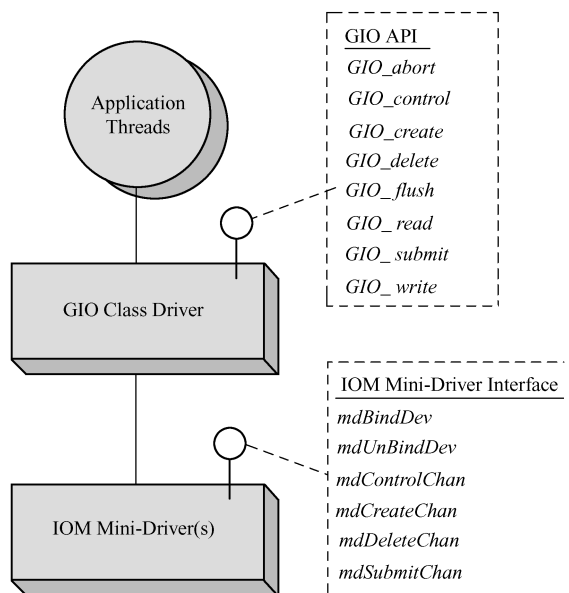 Application
Threads
GIO API
GIO_abort
GIO_control
GIO_create
GIO_delete
GIO_flush
GIO_ read
GIO_ submit
GIO_ write
GIO Class Driver
IOM Mini-Driver Interface
mdBindDev
mdUnBindDev
mdControlChan
mdCreateChan
mdDeleteChan
mdSubmitChan
IOM Mini-Driver(s)